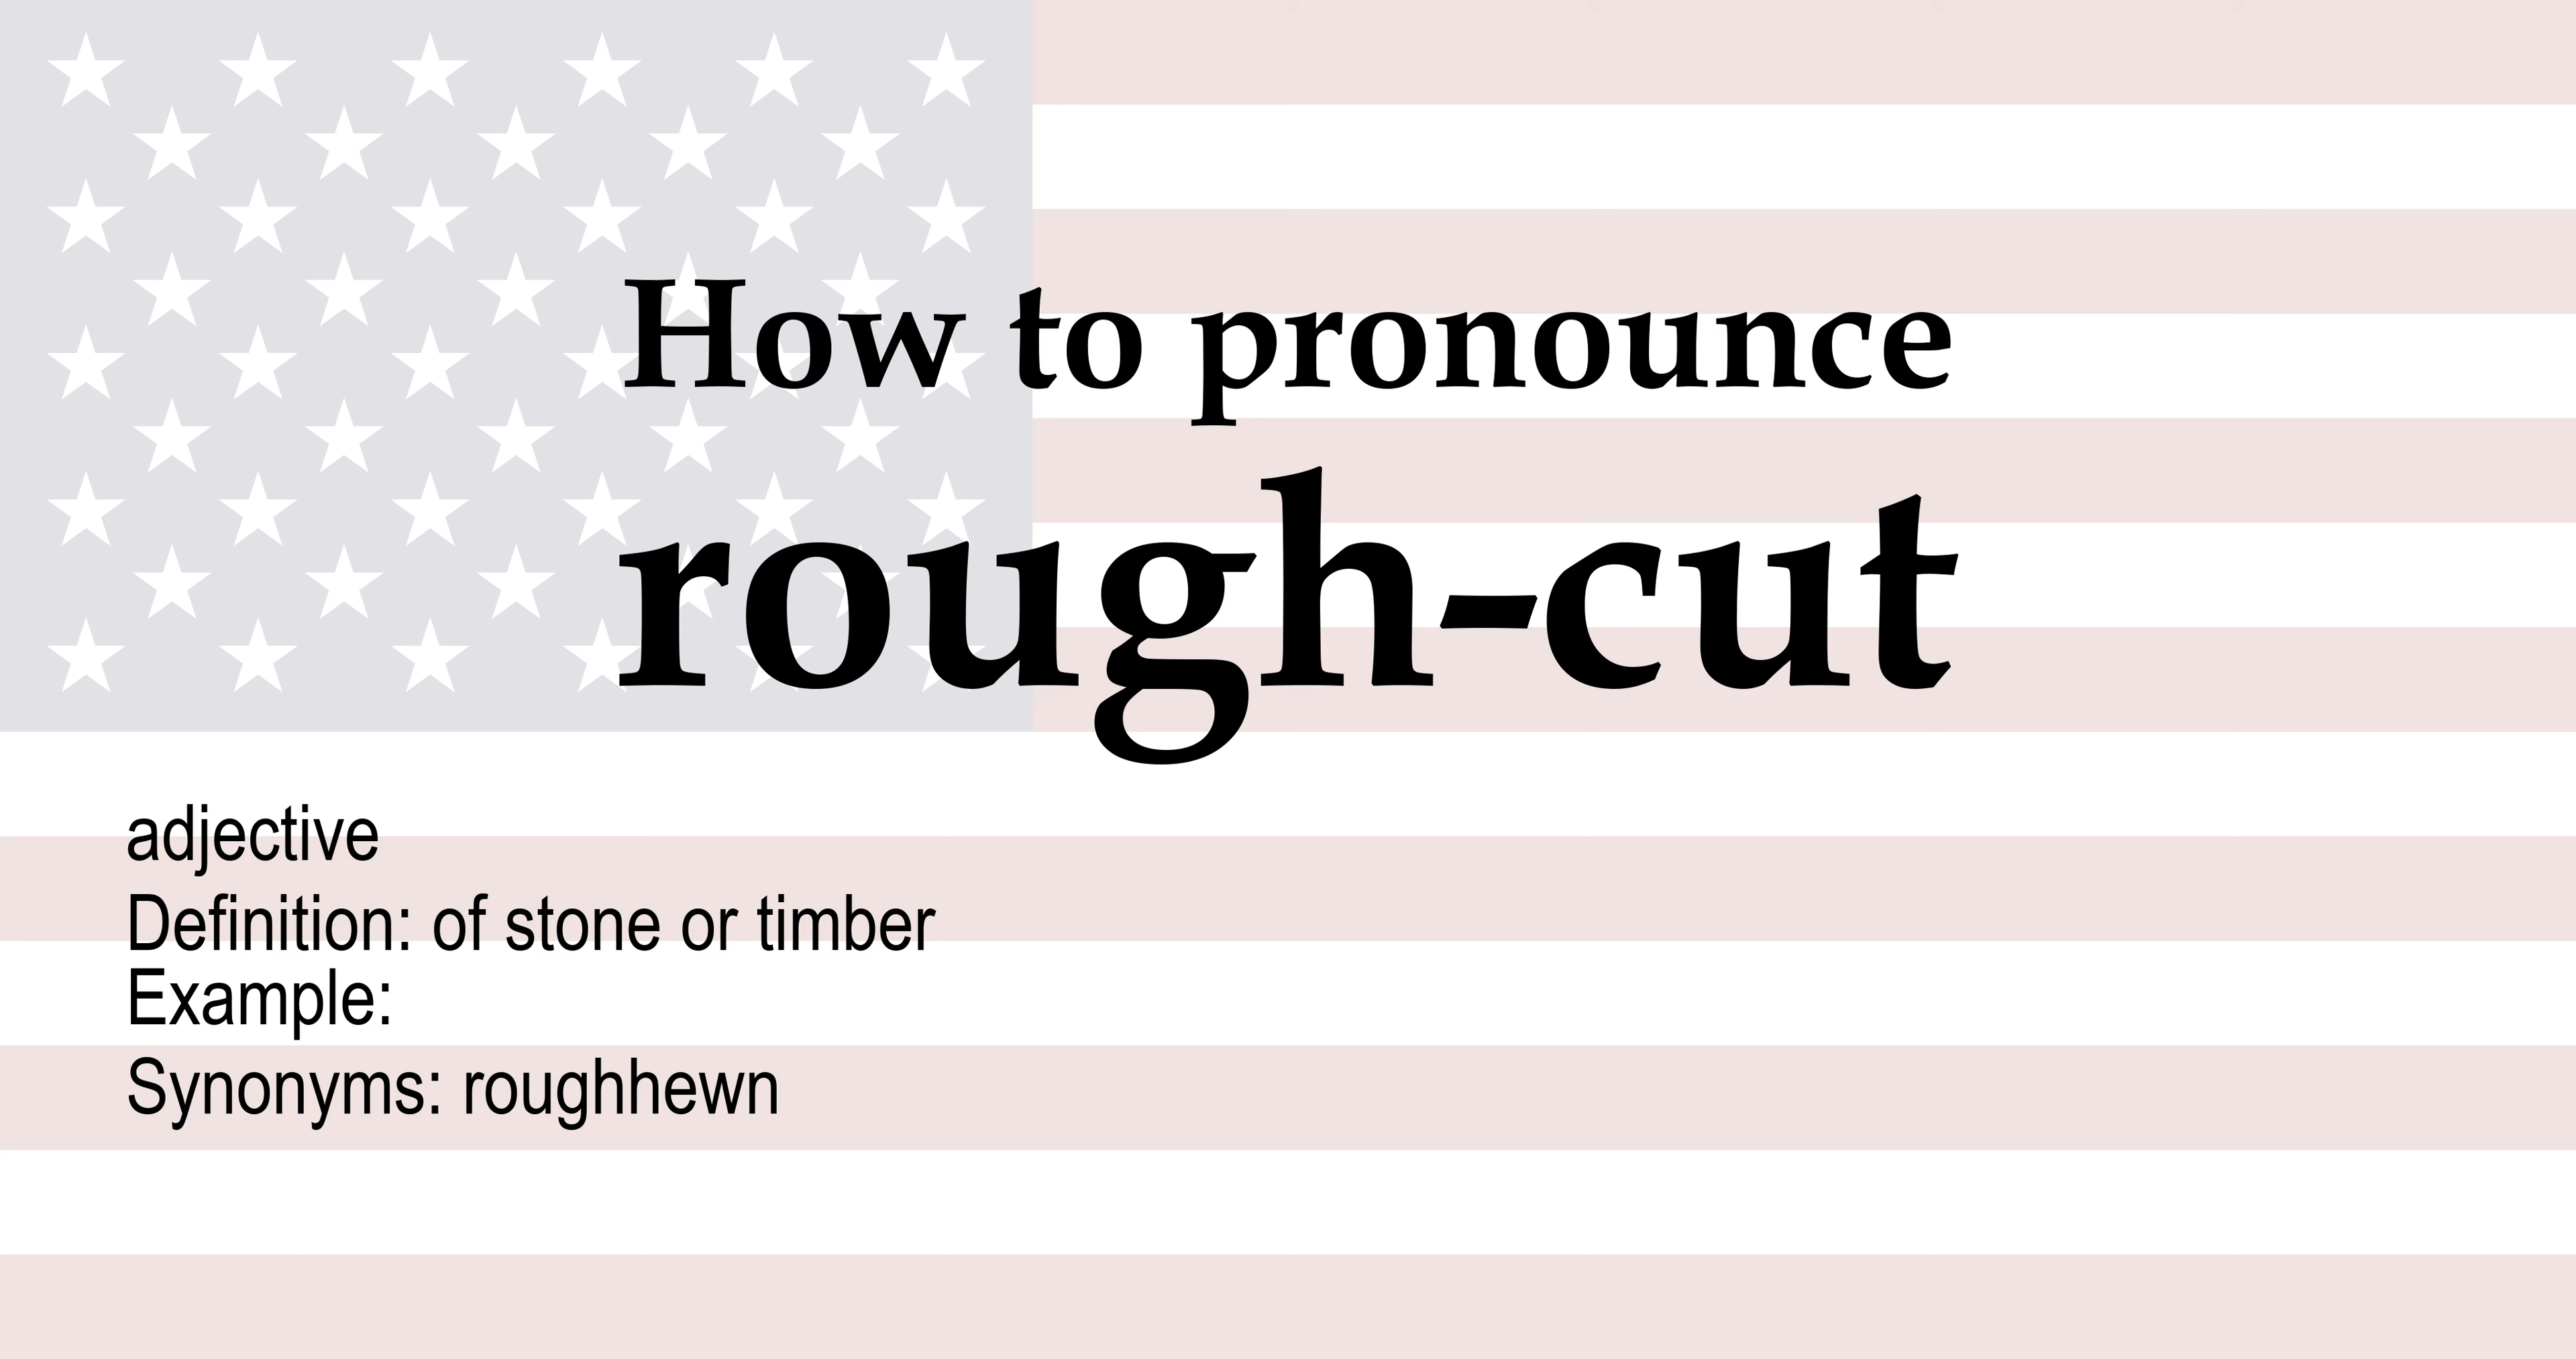 How to pronounce
rough-cut
adjective
Definition: of stone or timber
Example:
Synonyms: roughhewn